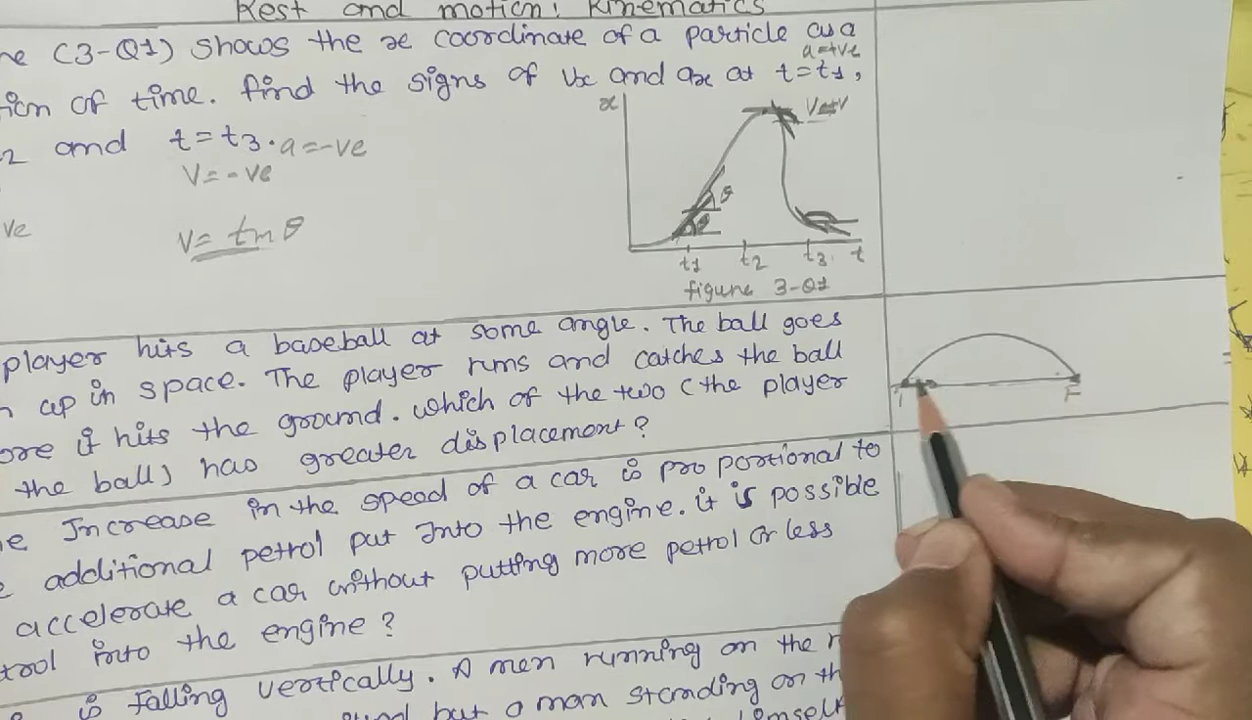 Rest and motion: Kinematics
ne (3-Q1) shows the x coordinate of a particle as a
a=+ve
tion of time. find the signs of Vx and ax at t=t1,
2 and t=t3. a=-ve
V=-ve
ve
V= tanθ
x
θ
θ
t1 t2 t3 t
figure 3-Q1
player hits a baseball at some angle. The ball goes
up in space. The player runs and catches the ball
ore it hits the ground. which of the two (the player
the ball) has greater displacement?
F
e Increase in the speed of a car is proportional to
additional petrol put Into the engine. it is possible
accelerate a car without putting more petrol or less
trol into the engine?
is falling vertically. A men running on the
but a man standing on th